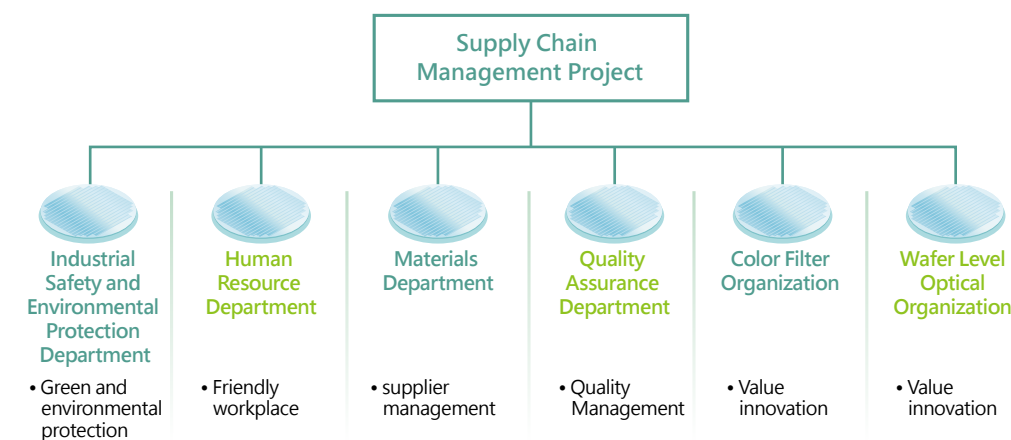 Supply Chain
Management Project
Industrial
Safety and
Environmental
Protection
Department
• Green and
environmental
protection
Human
Resource
Department
• Friendly
workplace
Materials
Department
• supplier
management
Quality
Assurance
Department
• Quality
Management
Color Filter
Organization
• Value
innovation
Wafer Level
Optical
Organization
• Value
innovation